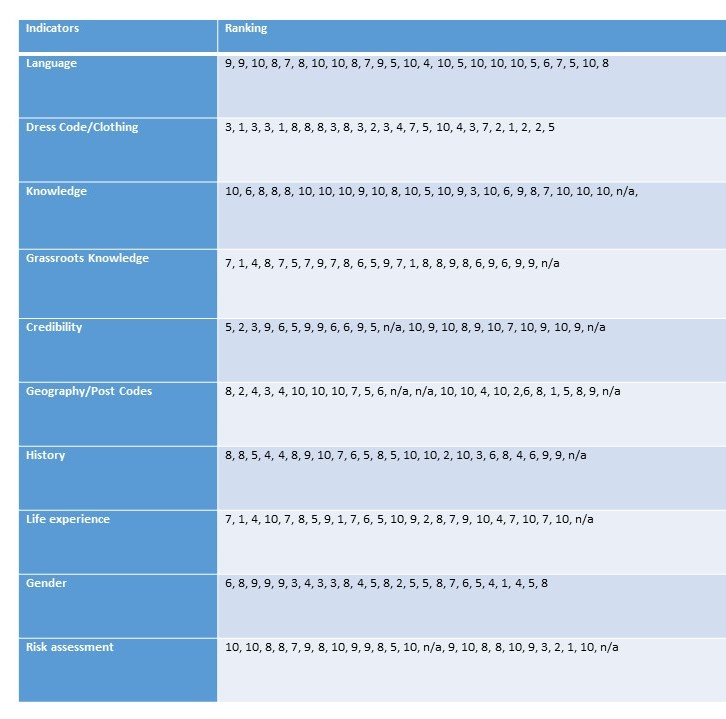 Indicators
Ranking
Language
9, 9, 10, 8, 7, 8, 10, 10, 8, 7, 9, 5, 10, 4, 10, 5, 10, 10, 10, 5, 6, 7, 5, 10, 8
Dress Code/Clothing
3, 1, 3, 3, 1, 8, 8, 8, 3, 8, 3, 2, 3, 4, 7, 5, 10, 4, 3, 7, 2, 1, 2, 2, 5
Knowledge
10, 6, 8, 8, 8, 10, 10, 10, 9, 10, 8, 10, 5, 10, 9, 3, 10, 6, 9, 8, 7, 10, 10, 10, n/a,
Grassroots Knowledge
7, 1, 4, 8, 7, 5, 7, 9, 7, 8, 6, 5, 9, 7, 1, 8, 8, 9, 8, 6, 9, 6, 9, 9, n/a
Credibility
5, 2, 3, 9, 6, 5, 9, 9, 6, 6, 9, 5, n/a, 10, 9, 10, 8, 9, 10, 7, 10, 9, 10, 9, n/a
Geography/Post Codes
8, 2, 4, 3, 4, 10, 10, 10, 7, 5, 6, n/a, n/a, 10, 10, 4, 10, 2,6, 8, 1, 5, 8, 9, n/a
History
8, 8, 5, 4, 4, 8, 9, 10, 7, 6, 5, 8, 5, 10, 10, 2, 10, 3, 6, 8, 4, 6, 9, 9, n/a
Life experience
7, 1, 4, 10, 7, 8, 5, 9, 1, 7, 6, 5, 10, 9, 2, 8, 7, 9, 10, 4, 7, 10, 7, 10, n/a
Gender
6, 8, 9, 9, 9, 3, 4, 3, 3, 8, 4, 5, 8, 2, 5, 5, 8, 7, 6, 5, 4, 1, 4, 5, 8
Risk assessment
10, 10, 8, 8, 7, 9, 8, 10, 9, 9, 8, 5, 10, n/a, 9, 10, 8, 8, 10, 9, 3, 2, 1, 10, n/a